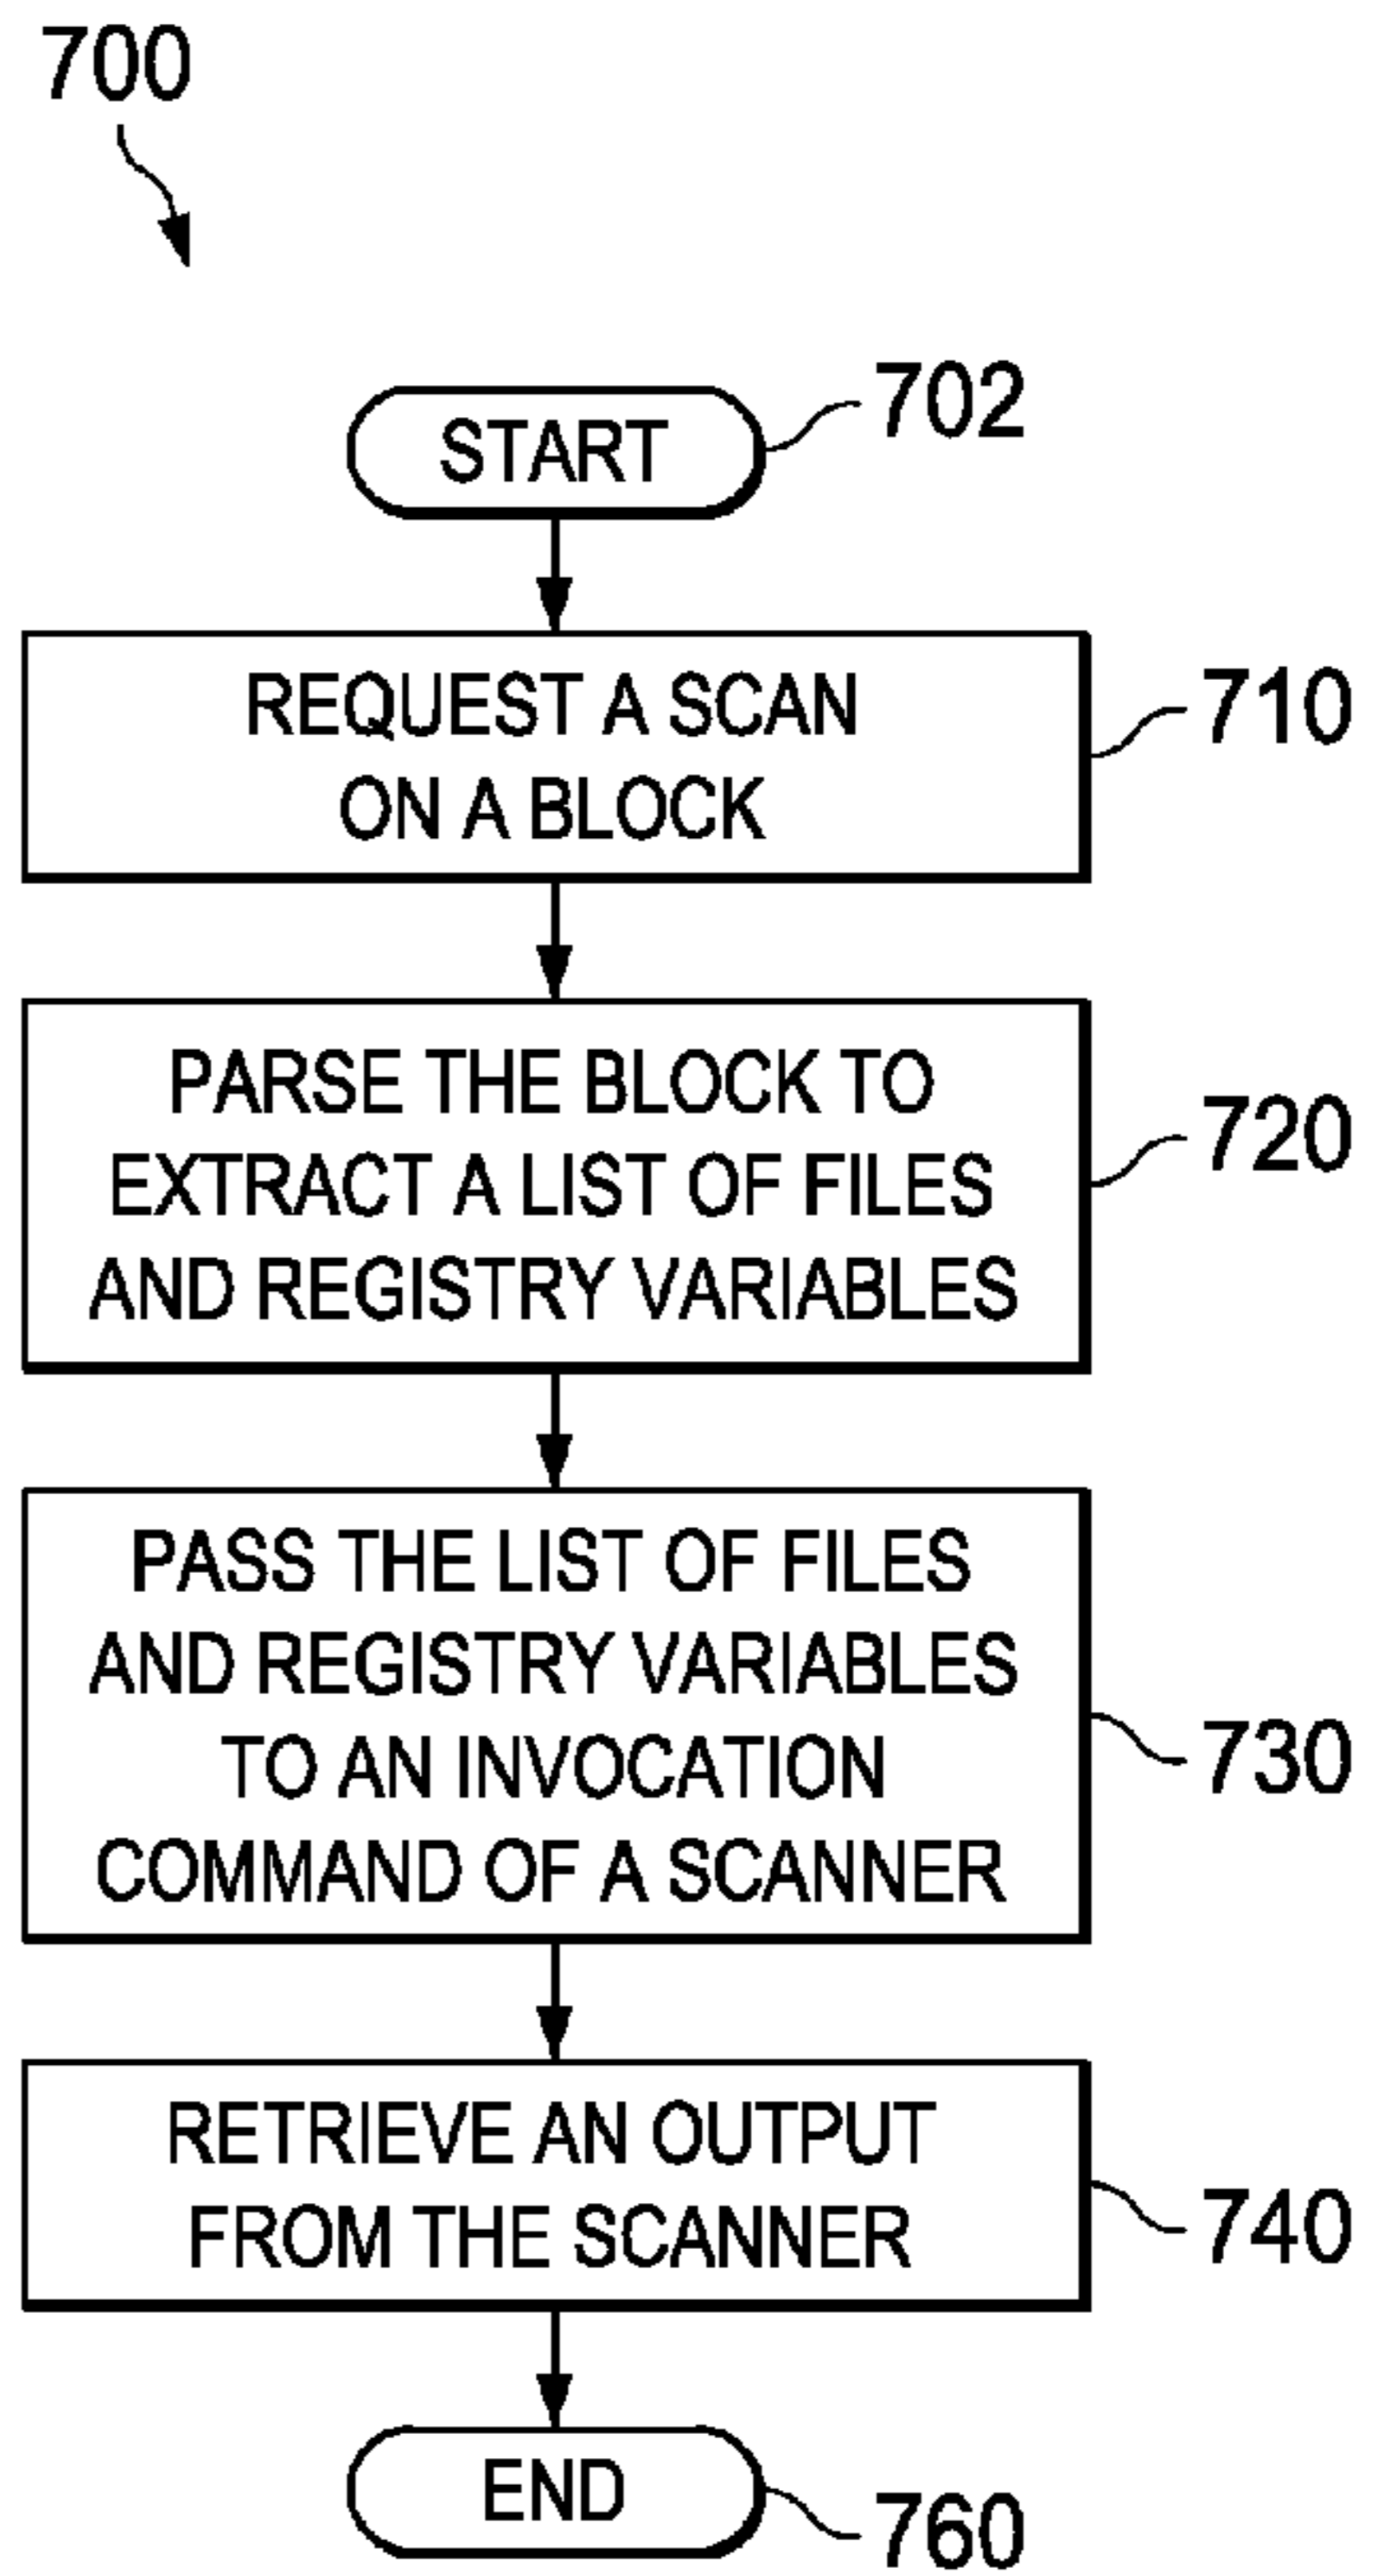 700
START
702
REQUEST A SCAN
ON A BLOCK
710
PARSE THE BLOCK TO
EXTRACT A LIST OF FILES
AND REGISTRY VARIABLES
720
PASS THE LIST OF FILES
AND REGISTRY VARIABLES
TO AN INVOCATION
COMMAND OF A SCANNER
730
RETRIEVE AN OUTPUT
FROM THE SCANNER
740
END
760